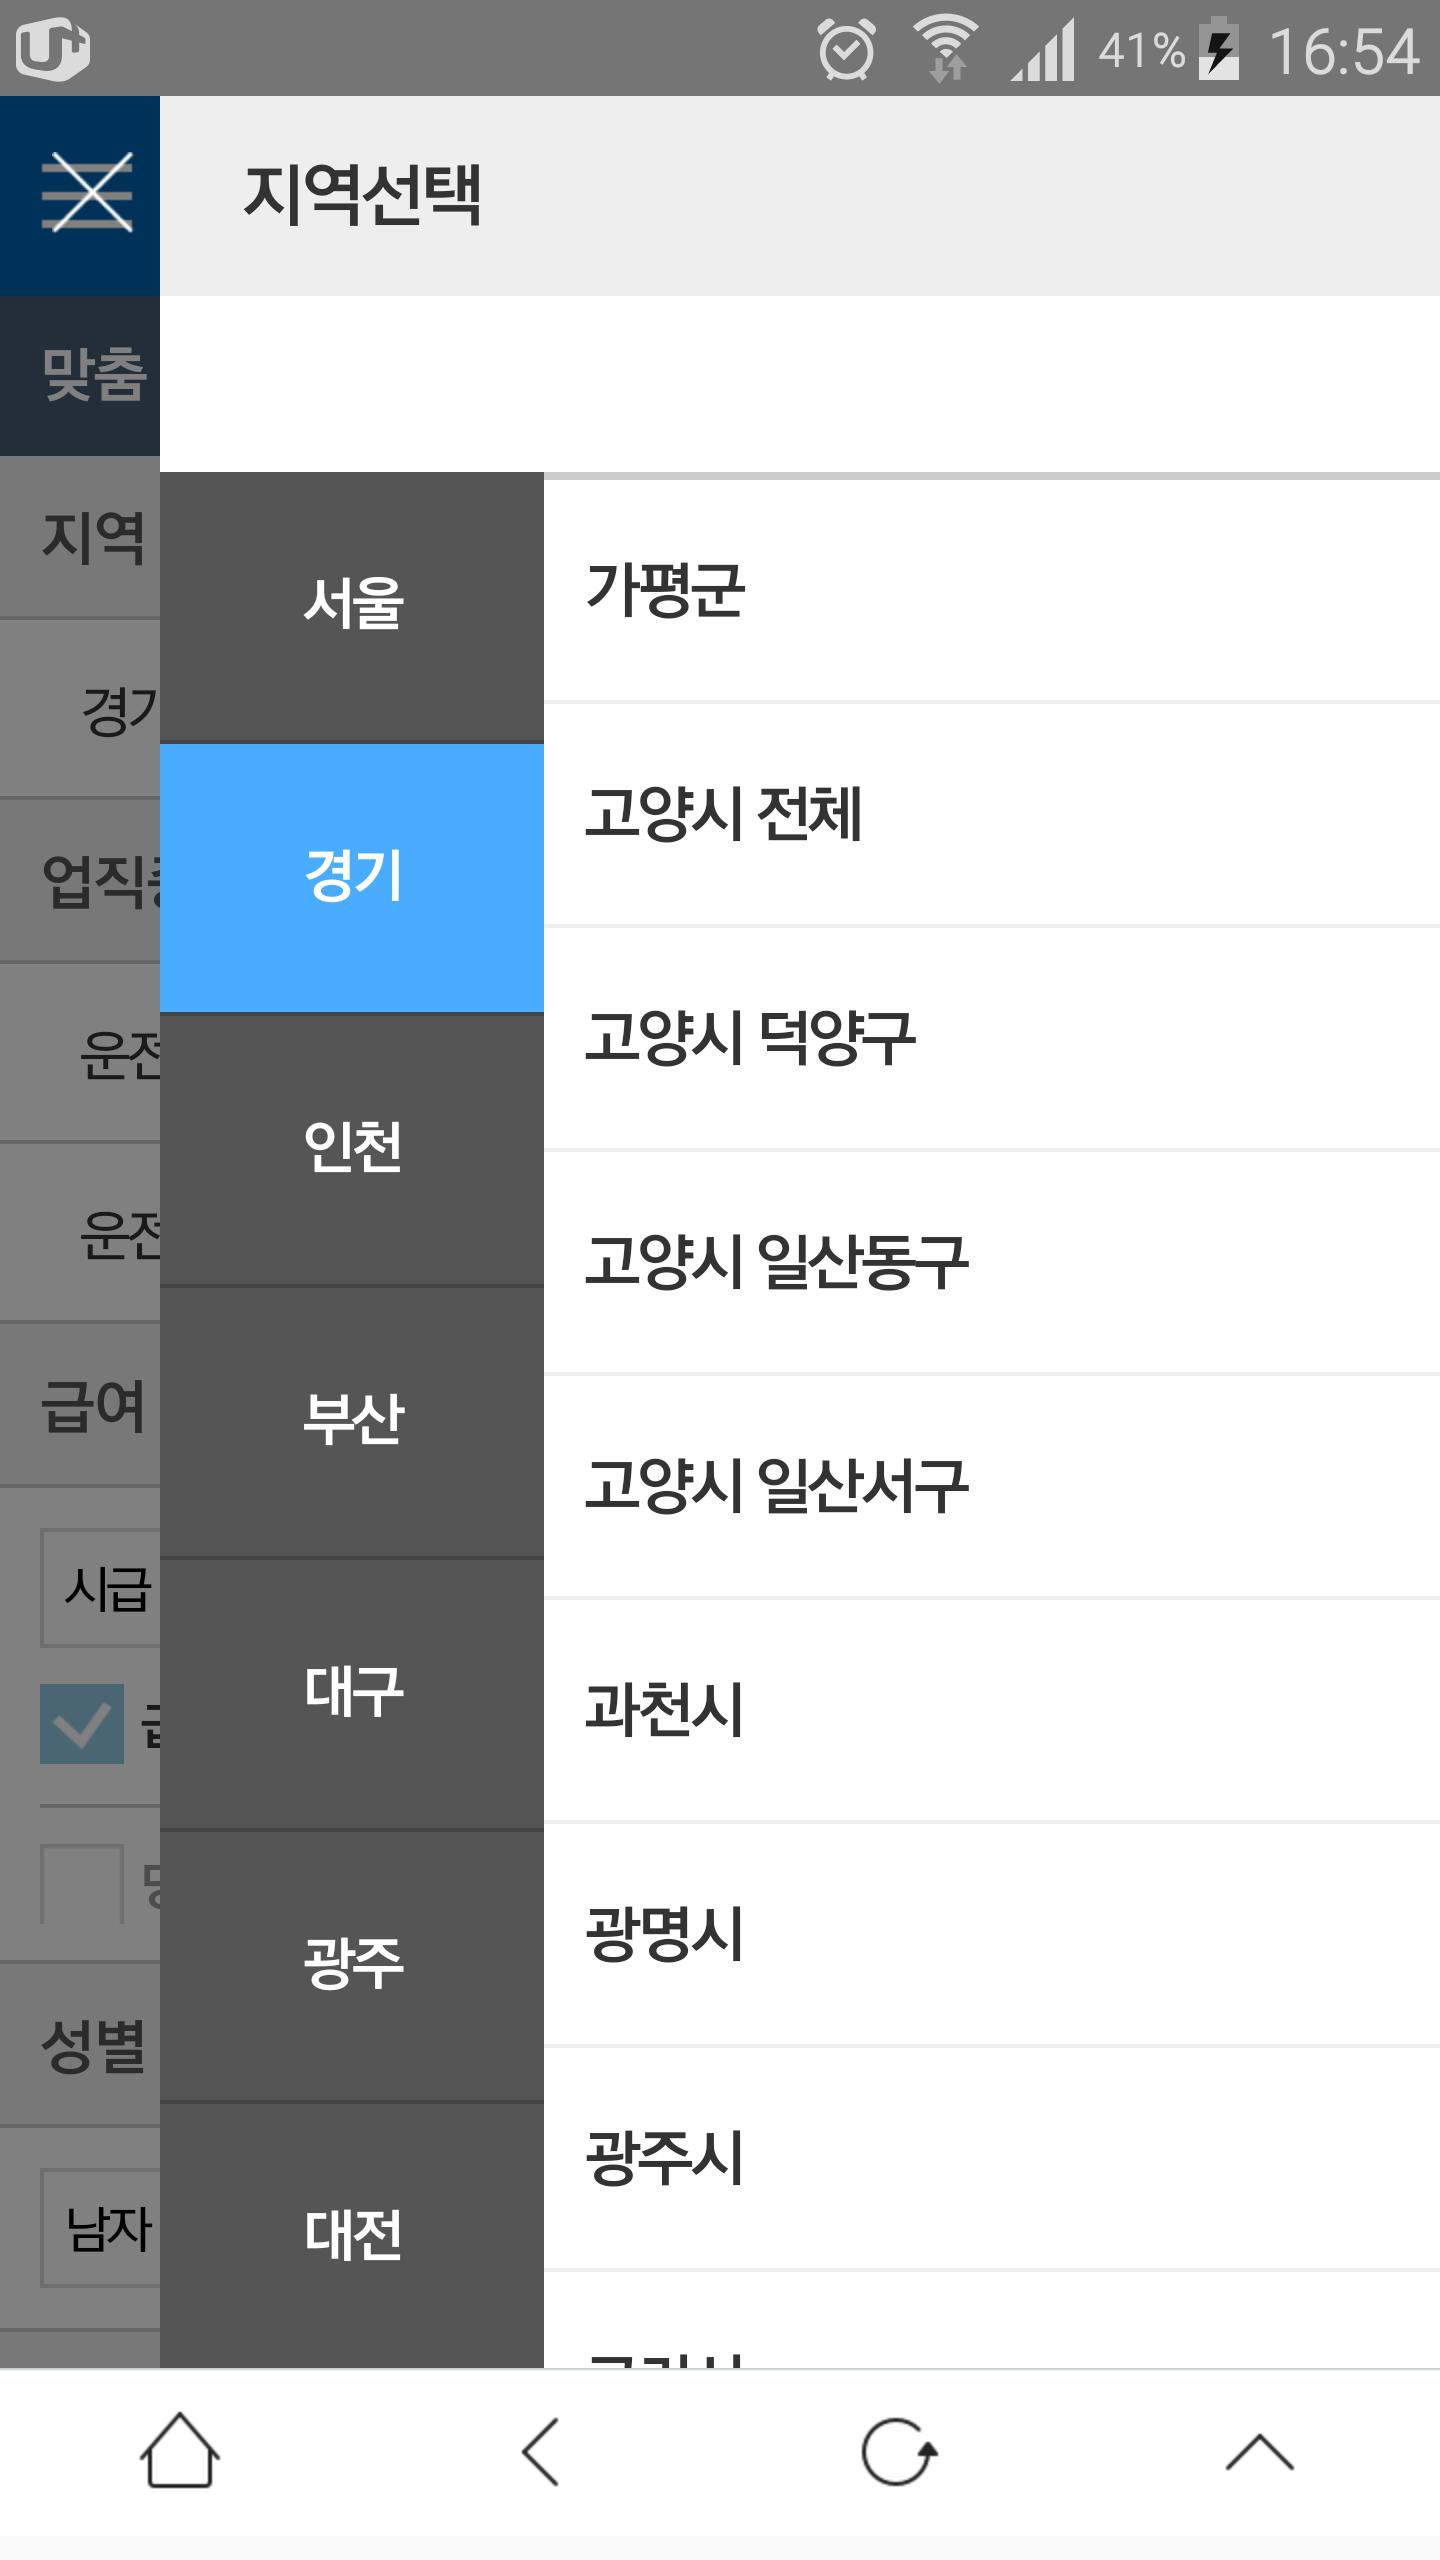 41% 16:54
지역선택
맞춤
지역
경기
업직
운전
운전
급여
시급
성별
남자
서울
경기
인천
부산
대구
광주
대전
가평군
고양시 전체
고양시 덕양구
고양시 일산동구
고양시 일산서구
과천시
광명시
광주시